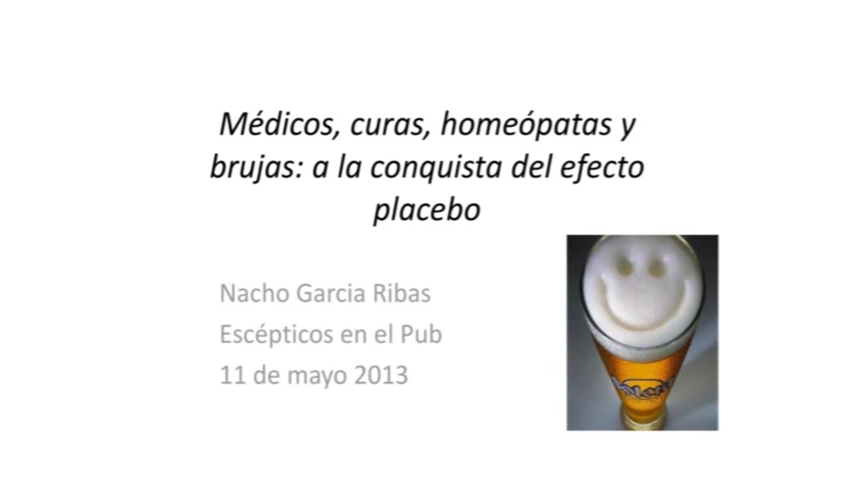 Médicos, curas, homeópatas y
brujas: a la conquista del efecto
placebo
Nacho Garcia Ribas
Escépticos en el Pub
11 de mayo 2013